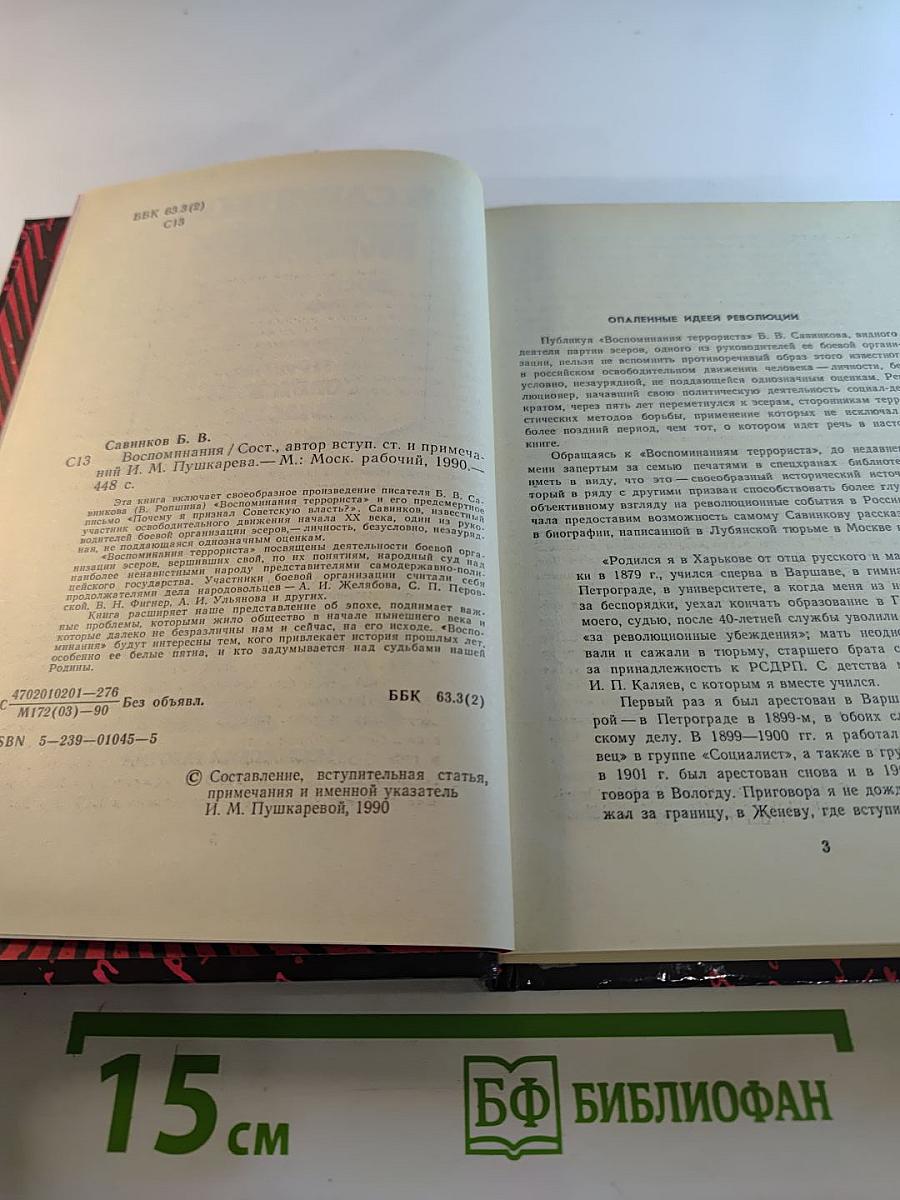 ББК 63.3(2)
С13
Савинков Б. В.
С13 Воспоминания / Сост., автор вступ. ст. и примеча-
ний И. М. Пушкарева.— М.: Моск. рабочий, 1990.—
448 с.
Эта книга включает своеобразное произведение писателя Б. В. Са-
винкова (В. Ропшина) «Воспоминания террориста» и его предсмертное
письмо «Почему я признал Советскую власть?». Савинков, известный
участник освободительного движения начала XX века, один из руко-
водителей боевой организации эсеров,— личность, безусловно, незауряд-
ная, не поддающаяся однозначным оценкам.
«Воспоминания террориста» посвящены деятельности боевой орга-
низации эсеров, вершивших свой, по их понятиям, народный суд над
наиболее ненавистными народу представителями самодержавно-поли-
цейского государства. Участники боевой организации считали себя
продолжателями дела народовольцев — А. И. Желябова, С. П. Перов-
ской, В. Н. Фигнер, А. И. Ульянова и других.
Книга расширяет наше представление об эпохе, поднимает важ-
ные проблемы, которыми жило общество в начале нынешнего века и
которые далеко не безразличны нам и сейчас, на его исходе. «Воспо-
минания» будут интересны тем, кого привлекает история прошлых лет,
особенно ее белые пятна, и кто задумывается над судьбами нашей
Родины.
С 4702010201—276
М172(03)—90 Без объявл.
ББК 63.3(2)
ISBN 5—239—01045—5
© Составление, вступительная статья,
примечания и именной указатель
И. М. Пушкаревой, 1990
ОПАЛЕННЫЕ ИДЕЕЙ РЕВОЛЮЦИИ
Публикуя «Воспоминания террориста» Б. В. Савинкова, видного
деятеля партии эсеров, одного из руководителей ее боевой органи-
зации, нельзя не вспомнить противоречивый образ этого известног
в российском освободительном движении человека — личности, бе
условно, незаурядной, не поддающейся однозначным оценкам. Рев
люционер, начавший свою политическую деятельность социал-де
кратом, через пять лет переметнулся к эсерам, сторонникам терр
стических методов борьбы, применение которых не исключал
более поздний период, чем тот, о котором идет речь в насто
книге.
Обращаясь к «Воспоминаниям террориста», до недавнег
мени запертым за семью печатями в спецхранах библиоте
иметь в виду, что это — своеобразный исторический источ
торый в ряду с другими призван способствовать более глу
объективному взгляду на революционные события в Росси
чала предоставим возможность самому Савинкову рассказ
в биографии, написанной в Лубянской тюрьме в Москве в
«Родился я в Харькове от отца русского и ма
ки в 1879 г., учился сперва в Варшаве, в гимна
Петрограде, в университете, а когда меня из не
за беспорядки, уехал кончать образование в Г
моего, судью, после 40-летней службы уволили
«за революционные убеждения»; мать неодно
вали и сажали в тюрьму, старшего брата с
за принадлежность к РСДРП. С детства м
И. П. Каляев, с которым я вместе учился.
Первый раз я был арестован в Варш
рой — в Петрограде в 1899-м, в обоих сл
скому делу. В 1899—1900 гг. я работал
вец» в группе «Социалист», а также в гру
в 1901 г. был арестован снова и в 19
говора в Вологду. Приговора я не дожд
жал за границу, в Женеву, где вступи
3
15 см
БФ БИБЛИОФАН